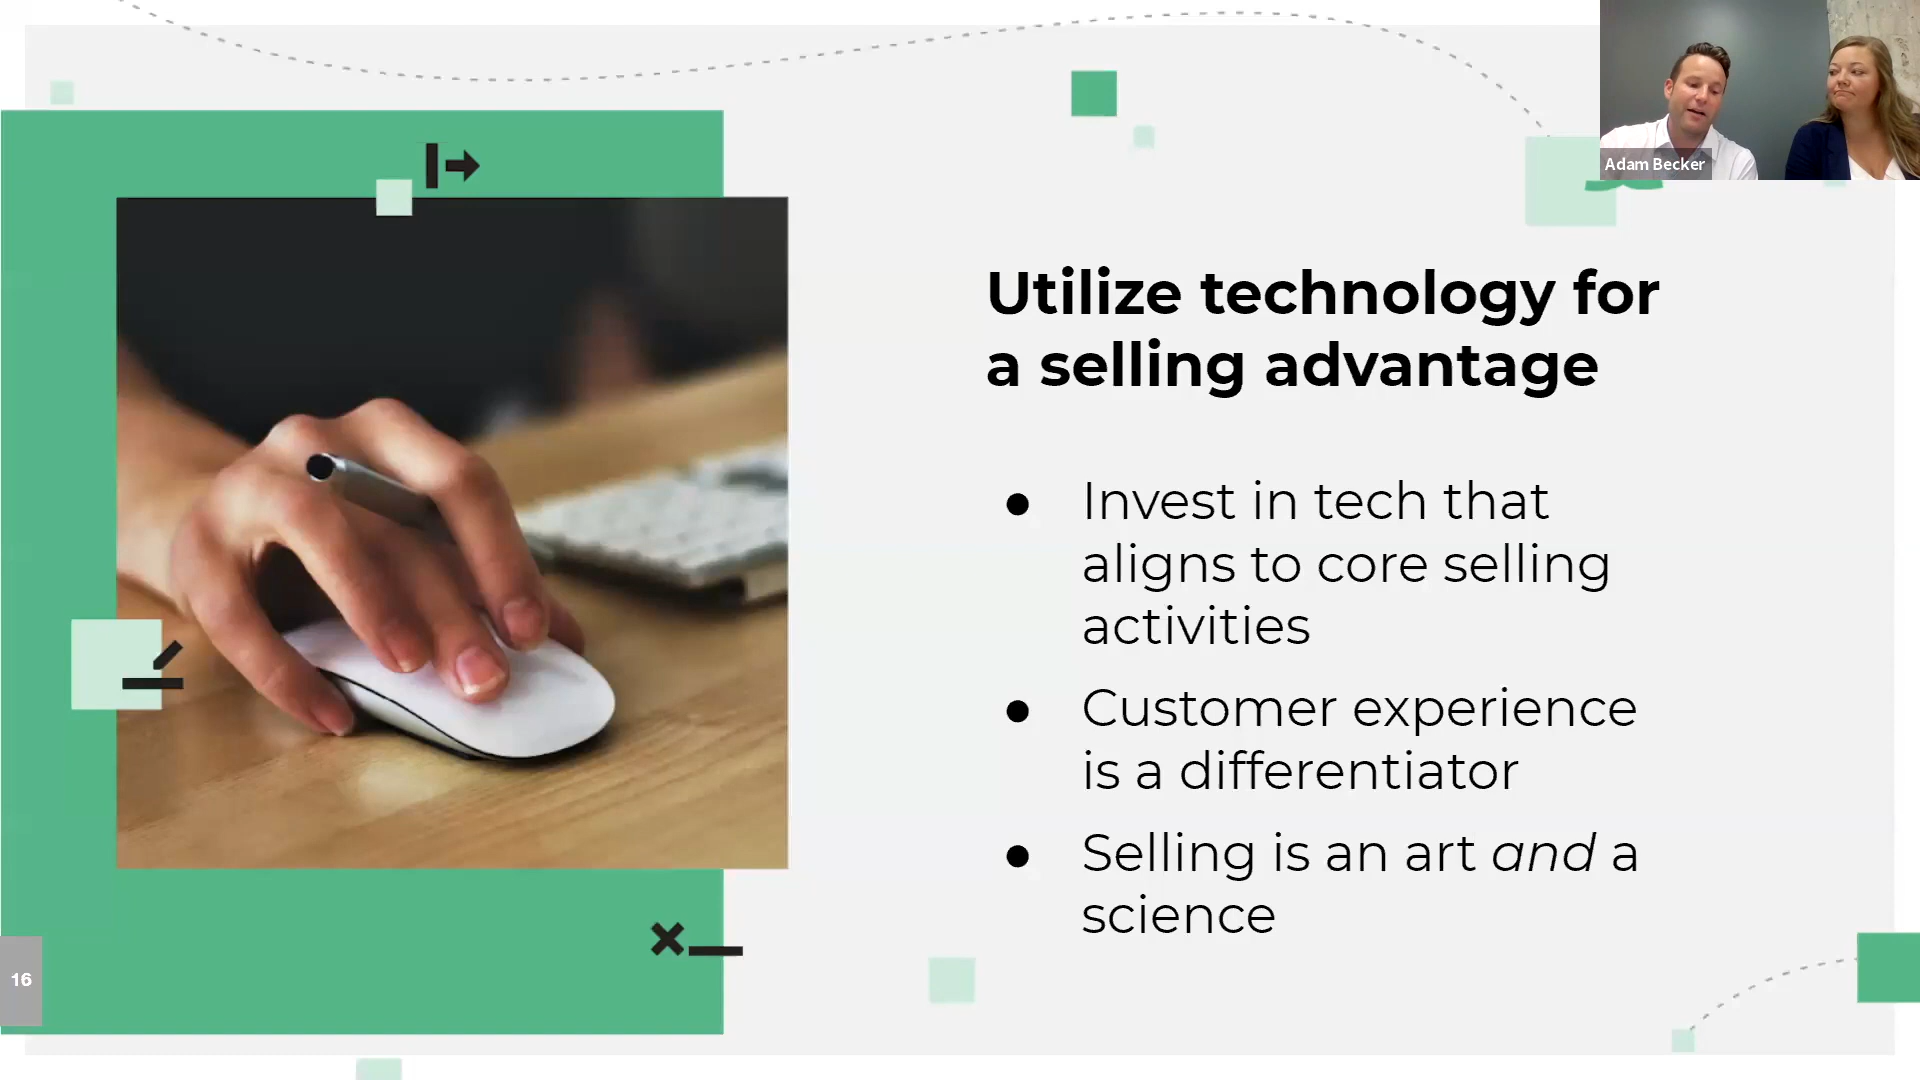 Adam Becker
Utilize technology for
a selling advantage
● Invest in tech that
aligns to core selling
activities
● Customer experience
is a differentiator
● Selling is an art and a
science
16